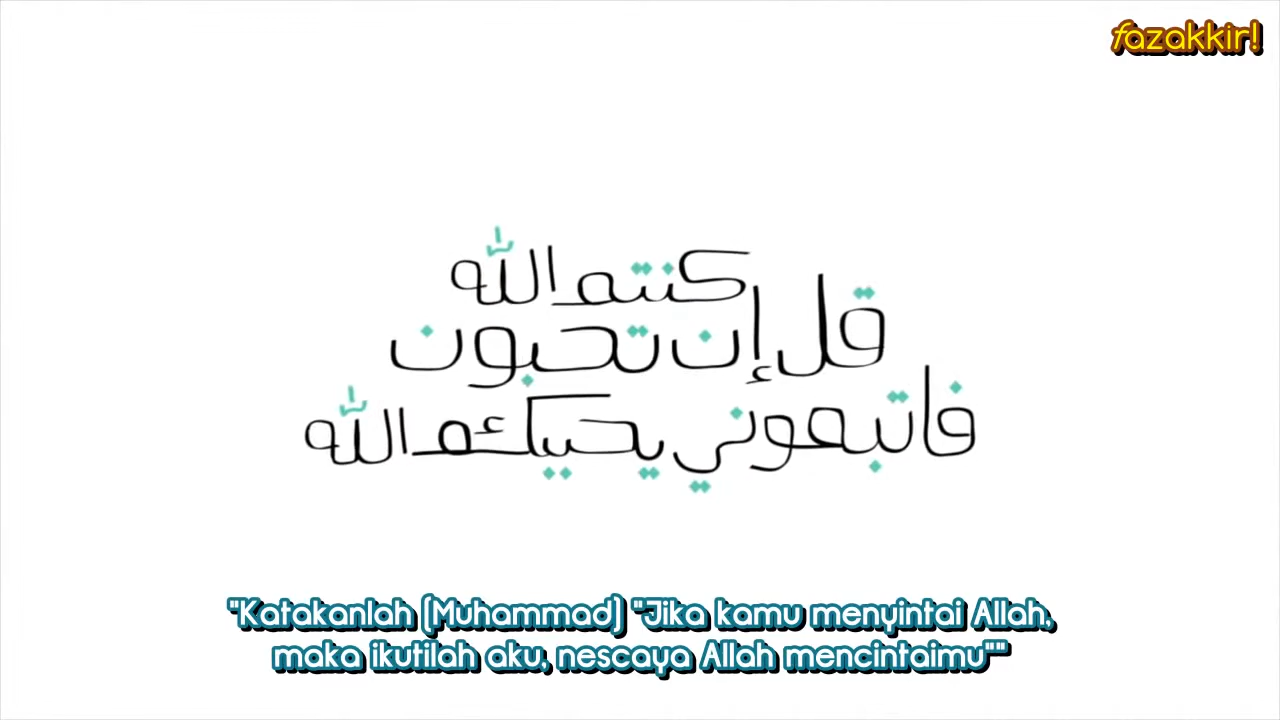 fazakkir!
قل إن كنتم تحبون الله
فاتبعوني يحببكم الله
"Katakanlah (Muhammad) "Jika kamu menyintai Allah,
maka ikutilah aku, nescaya Allah mencintaimu""